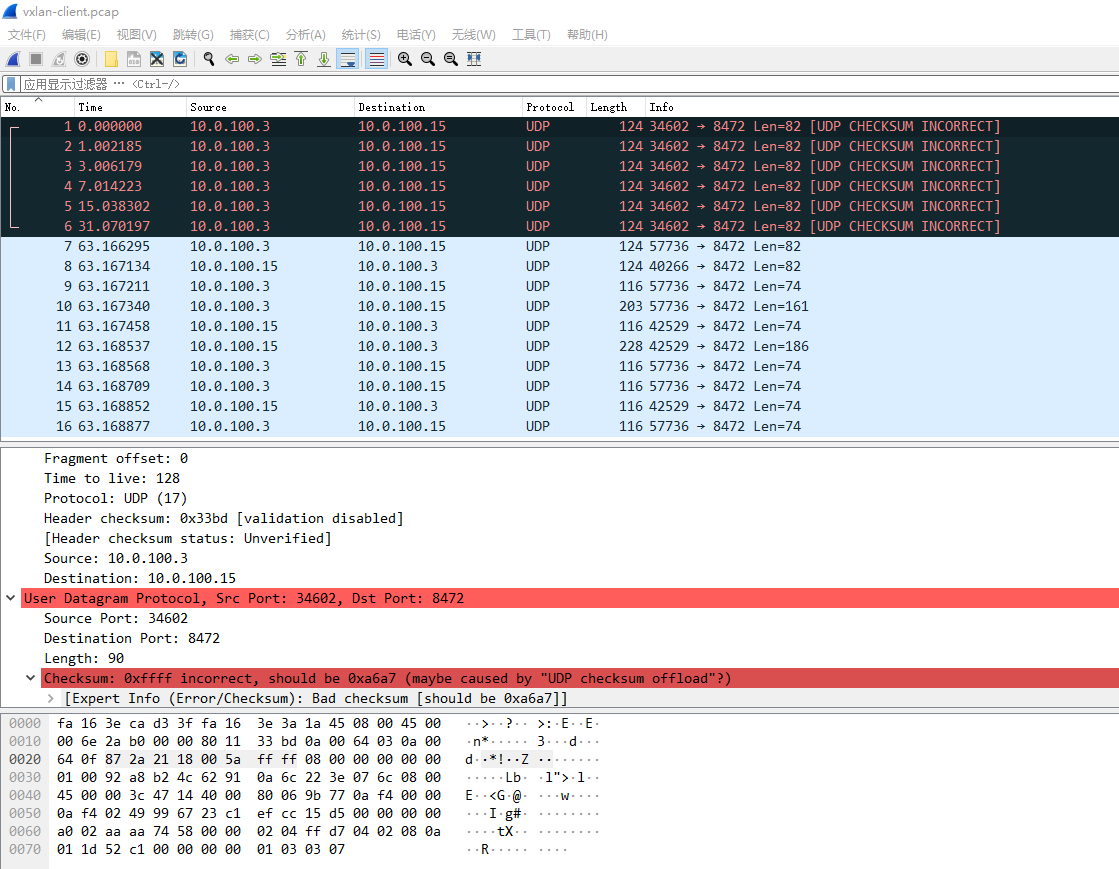 vxlan-client.pcap
文件(F) 编辑(E) 视图(V) 跳转(G) 捕获(C) 分析(A) 统计(S) 电话(Y) 无线(W) 工具(T) 帮助(H)
应用显示过滤器 … <Ctrl-/>
No. Time Source Destination Protocol Length Info
1 0.000000 10.0.100.3 10.0.100.15 UDP 124 34602 → 8472 Len=82 [UDP CHECKSUM INCORRECT]
2 1.002185 10.0.100.3 10.0.100.15 UDP 124 34602 → 8472 Len=82 [UDP CHECKSUM INCORRECT]
3 3.006179 10.0.100.3 10.0.100.15 UDP 124 34602 → 8472 Len=82 [UDP CHECKSUM INCORRECT]
4 7.014223 10.0.100.3 10.0.100.15 UDP 124 34602 → 8472 Len=82 [UDP CHECKSUM INCORRECT]
5 15.038302 10.0.100.3 10.0.100.15 UDP 124 34602 → 8472 Len=82 [UDP CHECKSUM INCORRECT]
6 31.070197 10.0.100.3 10.0.100.15 UDP 124 34602 → 8472 Len=82 [UDP CHECKSUM INCORRECT]
7 63.166295 10.0.100.3 10.0.100.15 UDP 124 57736 → 8472 Len=82
8 63.167134 10.0.100.15 10.0.100.3 UDP 124 40266 → 8472 Len=82
9 63.167211 10.0.100.3 10.0.100.15 UDP 116 57736 → 8472 Len=74
10 63.167340 10.0.100.3 10.0.100.15 UDP 203 57736 → 8472 Len=161
11 63.167458 10.0.100.15 10.0.100.3 UDP 116 42529 → 8472 Len=74
12 63.168537 10.0.100.15 10.0.100.3 UDP 228 42529 → 8472 Len=186
13 63.168568 10.0.100.3 10.0.100.15 UDP 116 57736 → 8472 Len=74
14 63.168709 10.0.100.3 10.0.100.15 UDP 116 57736 → 8472 Len=74
15 63.168852 10.0.100.15 10.0.100.3 UDP 116 42529 → 8472 Len=74
16 63.168877 10.0.100.3 10.0.100.15 UDP 116 57736 → 8472 Len=74
Fragment offset: 0
Time to live: 128
Protocol: UDP (17)
Header checksum: 0x33bd [validation disabled]
[Header checksum status: Unverified]
Source: 10.0.100.3
Destination: 10.0.100.15
User Datagram Protocol, Src Port: 34602, Dst Port: 8472
Source Port: 34602
Destination Port: 8472
Length: 90
Checksum: 0xffff incorrect, should be 0xa6a7 (maybe caused by "UDP checksum offload"?)
[Expert Info (Error/Checksum): Bad checksum [should be 0xa6a7]]
0000 fa 16 3e ca d3 3f fa 16 3e 3a 1a 45 08 00 45 00 ··>··?·· >:·E··E·
0010 00 6e 2a b0 00 00 80 11 33 bd 0a 00 64 03 0a 00 ·n*····· 3···d···
0020 64 0f 87 2a 21 18 00 5a ff ff 08 00 00 00 00 00 d··*!··Z ········
0030 01 00 92 a8 b2 4c 62 91 0a 6c 22 3e 07 6c 08 00 ·····Lb· ·l">·l··
0040 45 00 00 3c 47 14 40 00 80 06 9b 77 0a f4 00 00 E··<G·@· ···w····
0050 0a f4 02 49 99 67 23 c1 ef cc 15 d5 00 00 00 00 ···I·g#· ········
0060 a0 02 aa aa 74 58 00 00 02 04 ff d7 04 02 08 0a ····tX·· ········
0070 01 1d 52 c1 00 00 00 00 01 03 03 07 ··R····· ····